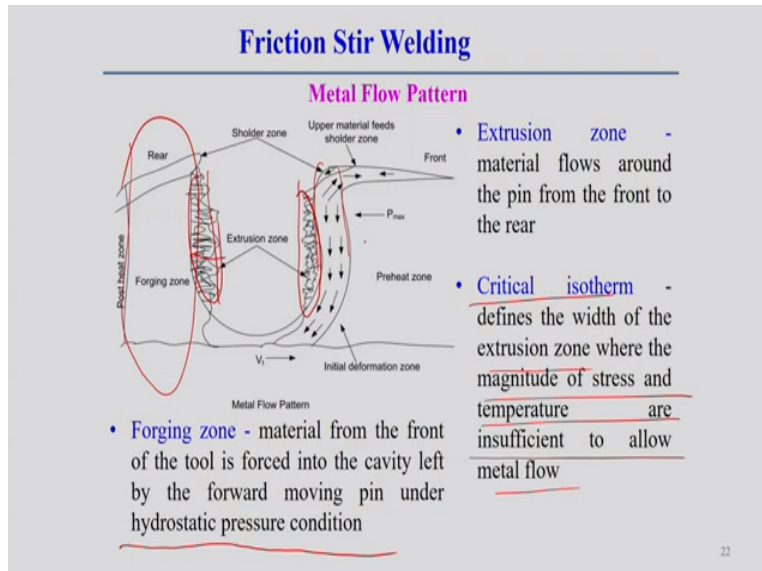 Friction Stir Welding
Metal Flow Pattern
Sholder zone
Upper material feeds
sholder zone
Rear
Front
Pmax
Extrusion zone
Post heat zone
Forging zone
Preheat zone
V₁
Initial deformation zone
Metal Flow Pattern
• Forging zone - material from the front
of the tool is forced into the cavity left
by the forward moving pin under
hydrostatic pressure condition
• Extrusion zone -
material flows around
the pin from the front to
the rear
• Critical isotherm -
defines the width of the
extrusion zone where the
magnitude of stress and
temperature are
insufficient to allow
metal flow
22